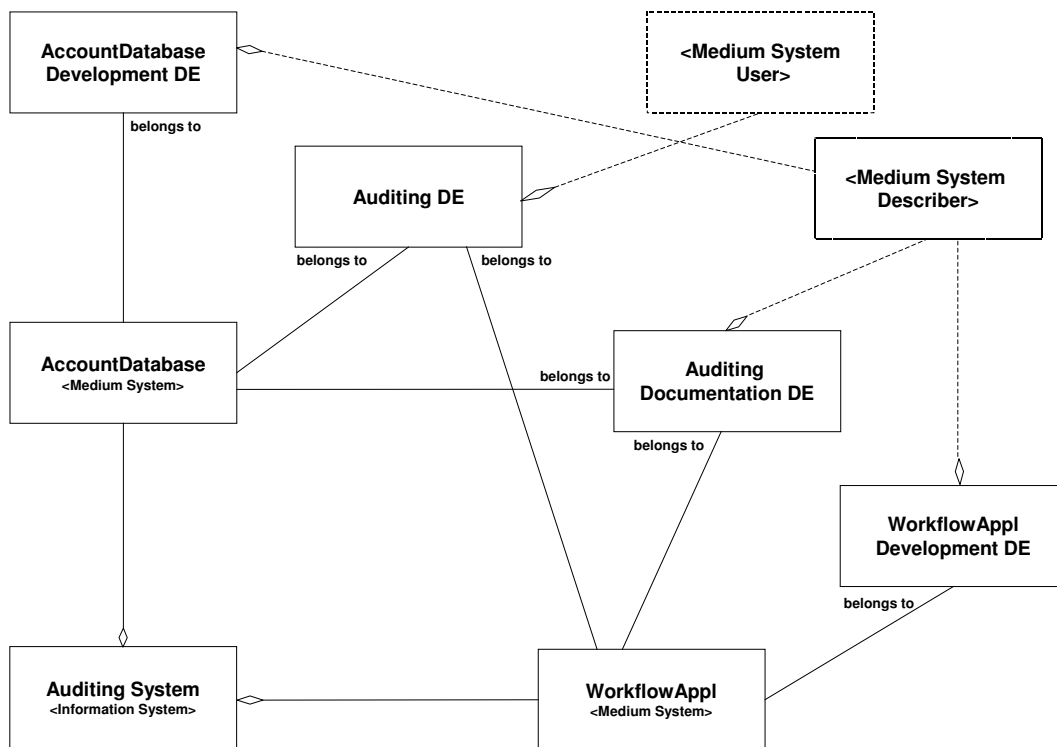 AccountDatabase
Development DE
<Medium System
User>
belongs to
<Medium System
Describer>
Auditing DE
belongs to
belongs to
AccountDatabase
<Medium System>
belongs to
Auditing
Documentation DE
belongs to
WorkflowAppl
Development DE
belongs to
Auditing System
<Information System>
WorkflowAppl
<Medium System>